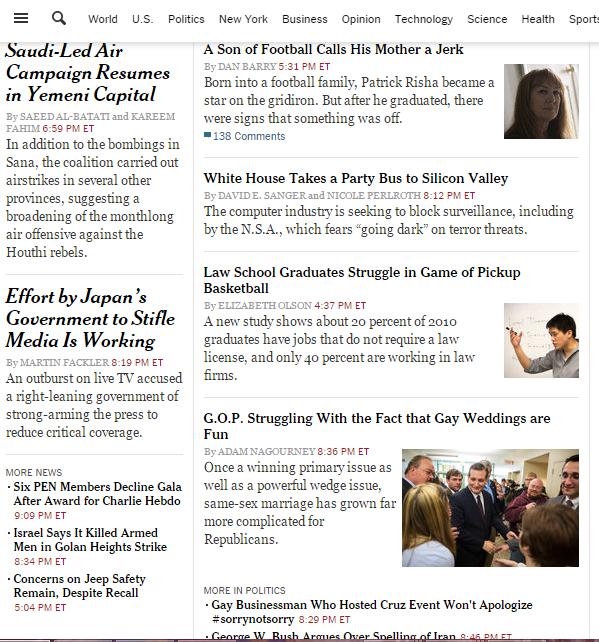 World U.S. Politics New York Business Opinion Technology Science Health Sports
Saudi-Led Air
Campaign Resumes
in Yemeni Capital
By SAEED AL-BATATI and KAREEM
FAHIM 6:59 PM ET
In addition to the bombings in
Sana, the coalition carried out
airstrikes in several other
provinces, suggesting a
broadening of the monthlong
air offensive against the
Houthi rebels.
Effort by Japan's
Government to Stifle
Media Is Working
By MARTIN FACKLER 8:19 PM ET
An outburst on live TV accused
a right-leaning government of
strong-arming the press to
reduce critical coverage.
MORE NEWS
· Six PEN Members Decline Gala
After Award for Charlie Hebdo
9:09 PM ET
· Israel Says It Killed Armed
Men in Golan Heights Strike
8:34 PM ET
· Concerns on Jeep Safety
Remain, Despite Recall
5:04 PM ET
A Son of Football Calls His Mother a Jerk
By DAN BARRY 5:31 PM ET
Born into a football family, Patrick Risha became a
star on the gridiron. But after he graduated, there
were signs that something was off.
138 Comments
White House Takes a Party Bus to Silicon Valley
By DAVID E. SANGER and NICOLE PERLROTH 8:12 PM ET
The computer industry is seeking to block surveillance, including
by the N.S.A., which fears “going dark” on terror threats.
Law School Graduates Struggle in Game of Pickup
Basketball
By ELIZABETH OLSON 4:37 PM ET
A new study shows about 20 percent of 2010
graduates have jobs that do not require a law
license, and only 40 percent are working in law
firms.
G.O.P. Struggling With the Fact that Gay Weddings are
Fun
By ADAM NAGOURNEY 8:36 PM ET
Once a winning primary issue as
well as a powerful wedge issue,
same-sex marriage has grown far
more complicated for
Republicans.
MORE IN POLITICS
· Gay Businessman Who Hosted Cruz Event Won't Apologize
#sorrynotsorry 8:29 PM ET
· George W. Bush Argues Over Spelling of Iran 8:46 PM ET